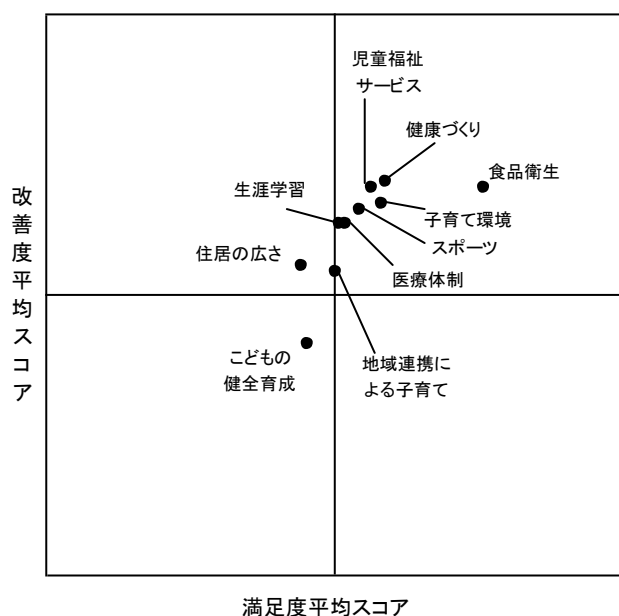 児童福祉
サービス
健康づくり
食品衛生
生涯学習
子育て環境
スポーツ
住居の広さ
医療体制
こどもの
健全育成
地域連携に
よる子育て
改善度平均スコア
満足度平均スコア